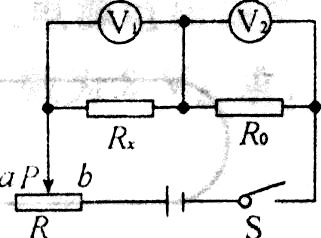 V₁ V₂
Rₓ R₀
a P b
R S